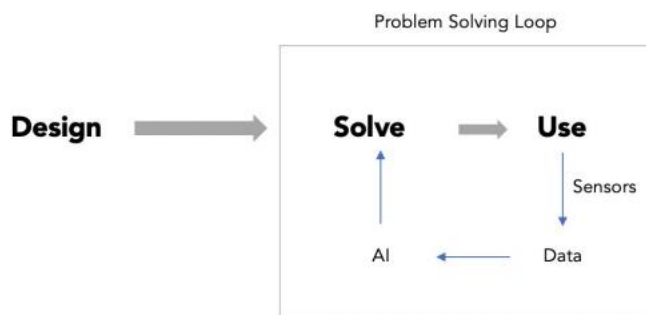 Problem Solving Loop
Design
Solve
Use
Sensors
AI
Data